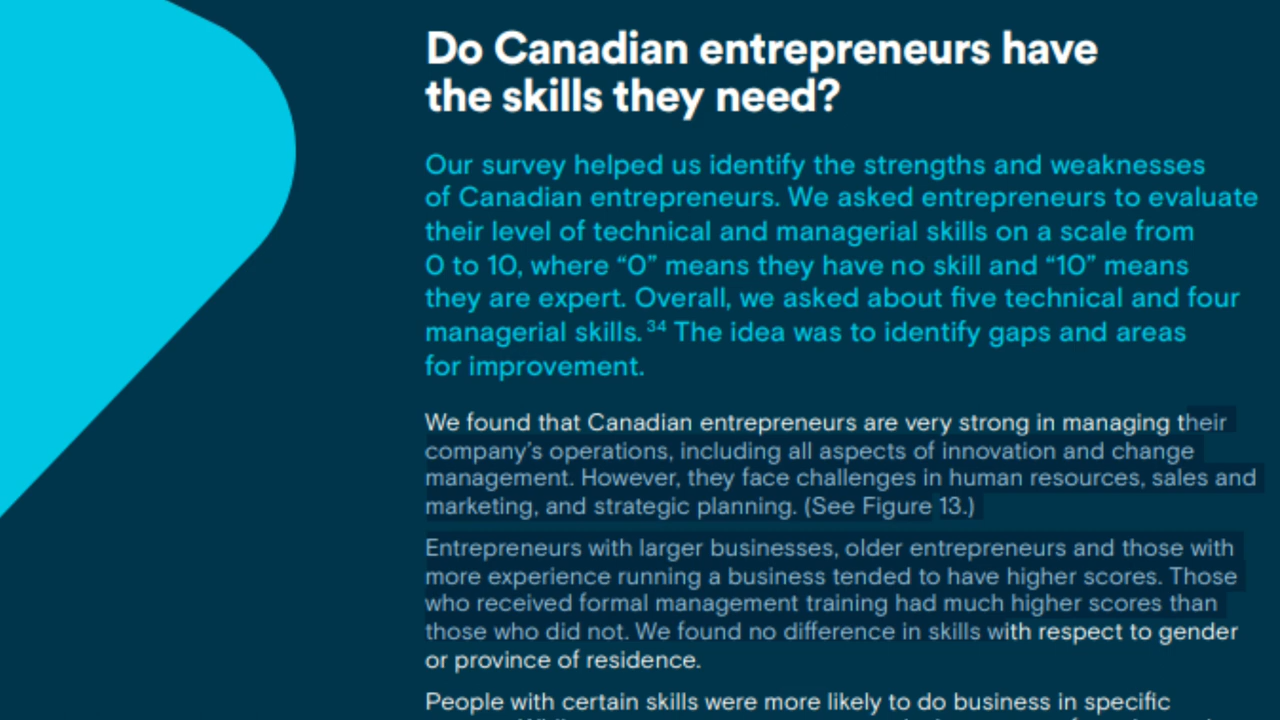 Do Canadian entrepreneurs have
the skills they need?
Our survey helped us identify the strengths and weaknesses
of Canadian entrepreneurs. We asked entrepreneurs to evaluate
their level of technical and managerial skills on a scale from
0 to 10, where “0” means they have no skill and “10” means
they are expert. Overall, we asked about five technical and four
managerial skills.³⁴ The idea was to identify gaps and areas
for improvement.
We found that Canadian entrepreneurs are very strong in managing their
company’s operations, including all aspects of innovation and change
management. However, they face challenges in human resources, sales and
marketing, and strategic planning. (See Figure 13.)
Entrepreneurs with larger businesses, older entrepreneurs and those with
more experience running a business tended to have higher scores. Those
who received formal management training had much higher scores than
those who did not. We found no difference in skills with respect to gender
or province of residence.
People with certain skills were more likely to do business in specific